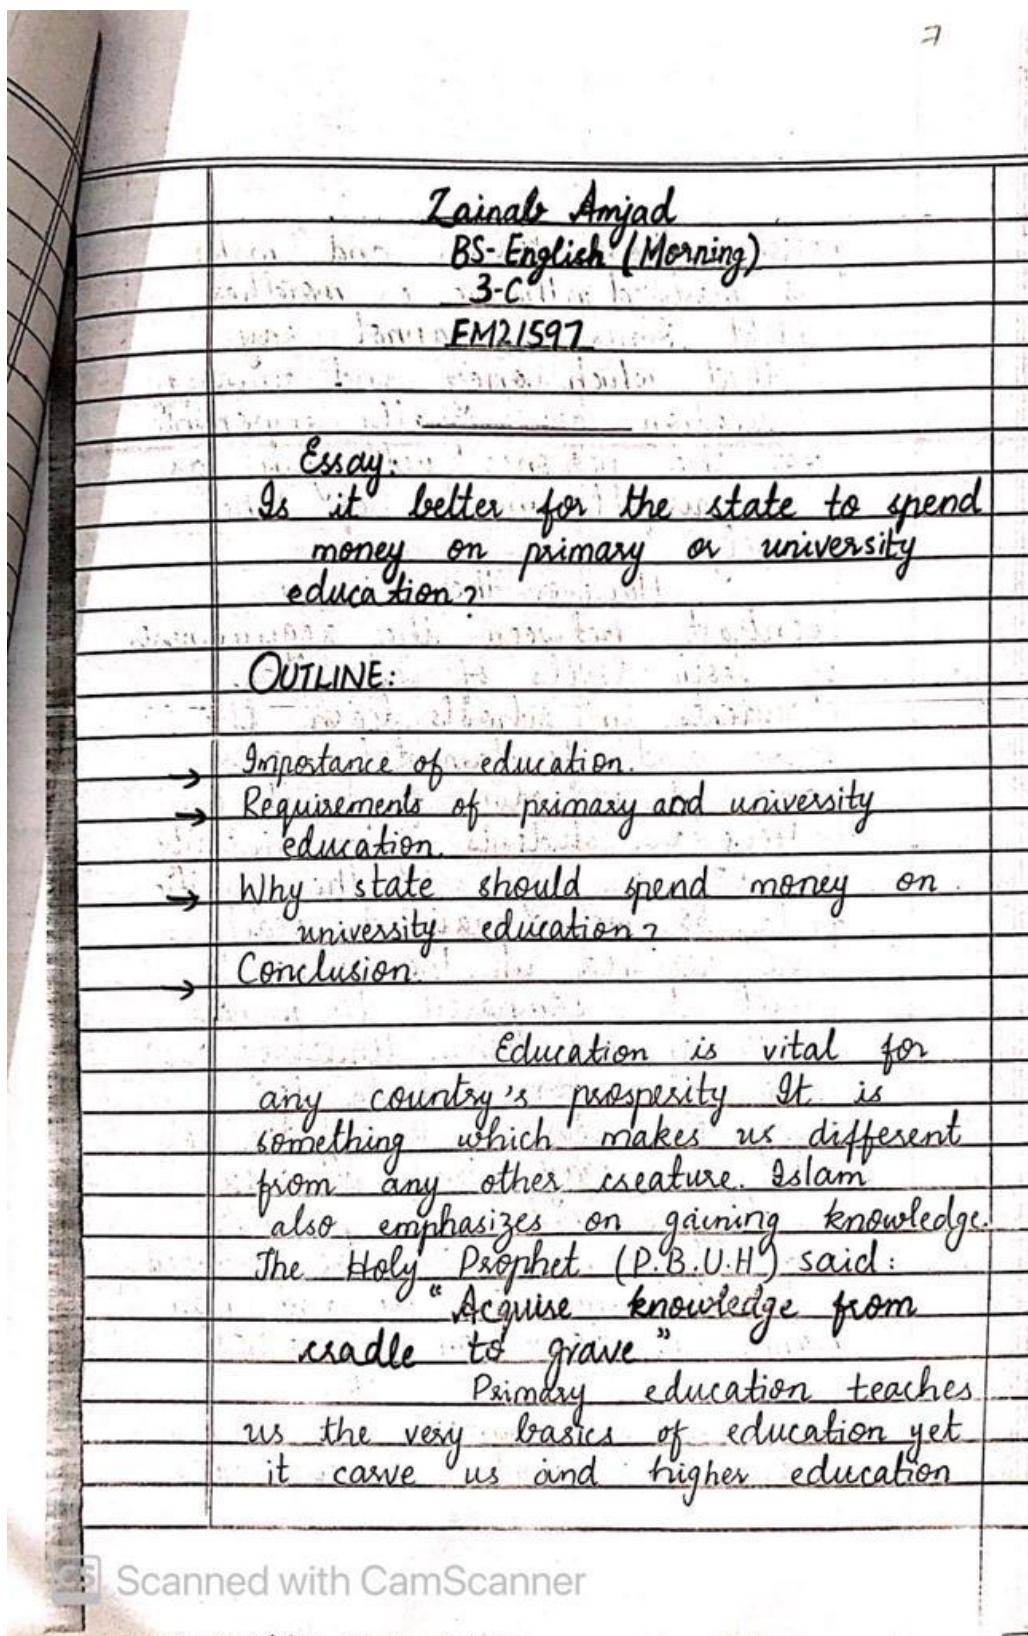 Zainab Amjad
BS-English (Morning)
3-C
EM21597
Essay:
Is it better for the state to spend
money on primary or university
education?
OUTLINE:
→ Importance of education.
→ Requirements of primary and university
education.
→ Why state should spend money on
university education?
→ Conclusion.
Education is vital for
any country's prosperity It is
something which makes us different
from any other creature. Islam
also emphasizes on gaining knowledge.
The Holy Prophet (P.B.U.H) said:
"Acquire knowledge from
cradle to grave"
Primary education teaches
us the very basics of education yet
it carve us and higher education
CS Scanned with CamScanner